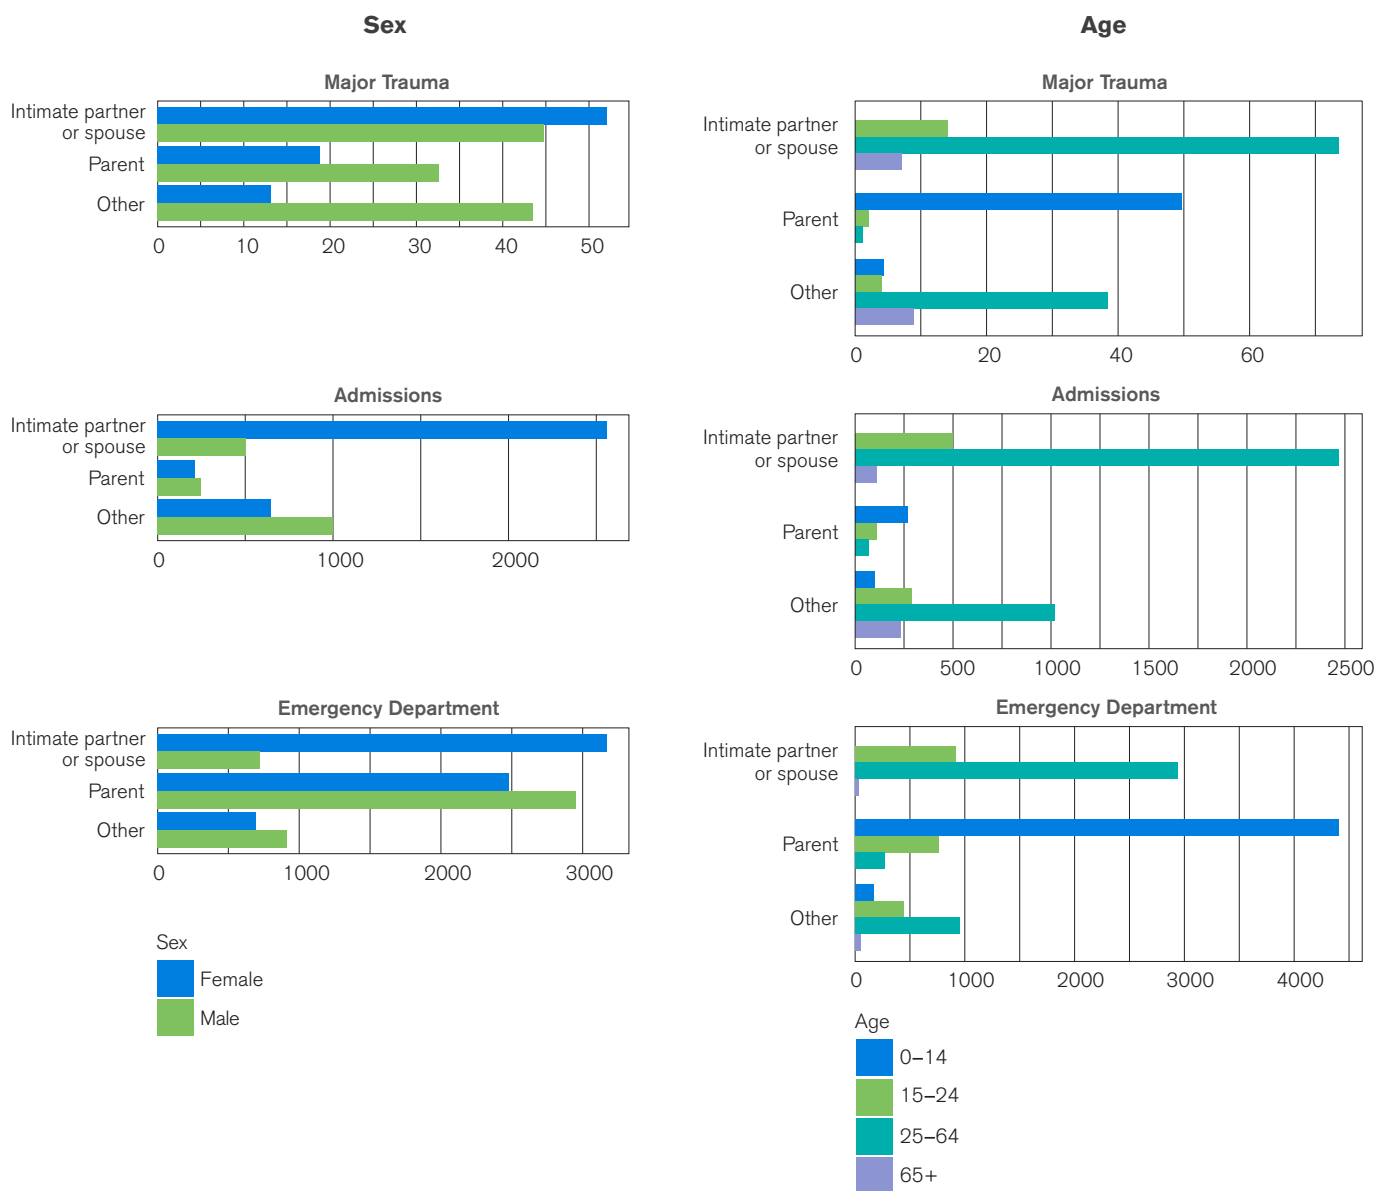 Sex
Major Trauma
Intimate partner
or spouse
Parent
Other
0 10 20 30 40 50
Admissions
Intimate partner
or spouse
Parent
Other
0 1000 2000
Emergency Department
Intimate partner
or spouse
Parent
Other
0 1000 2000 3000
Sex
Female
Male
Age
Major Trauma
Intimate partner
or spouse
Parent
Other
0 20 40 60
Admissions
Intimate partner
or spouse
Parent
Other
0 500 1000 1500 2000 2500
Emergency Department
Intimate partner
or spouse
Parent
Other
0 1000 2000 3000 4000
Age
0–14
15–24
25–64
65+